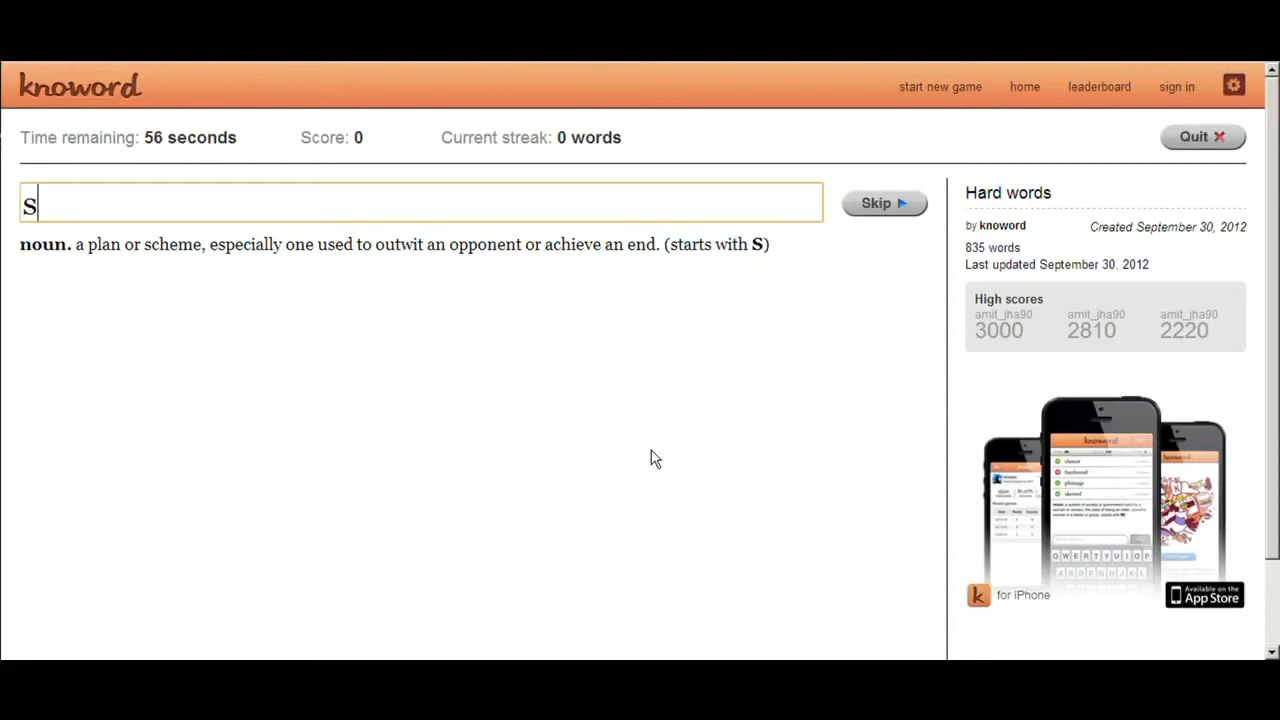 knoword
start new game home leaderboard sign in
Time remaining: 56 seconds Score: 0 Current streak: 0 words
Quit
S
Skip
noun. a plan or scheme, especially one used to outwit an opponent or achieve an end. (starts with S)
Hard words
by knoword Created September 30, 2012
835 words
Last updated September 30, 2012
High scores
amit_jha90 amit_jha90 amit_jha90
3000 2810 2220
knoword
QWERTYUIOP
k for iPhone
Available on the
App Store